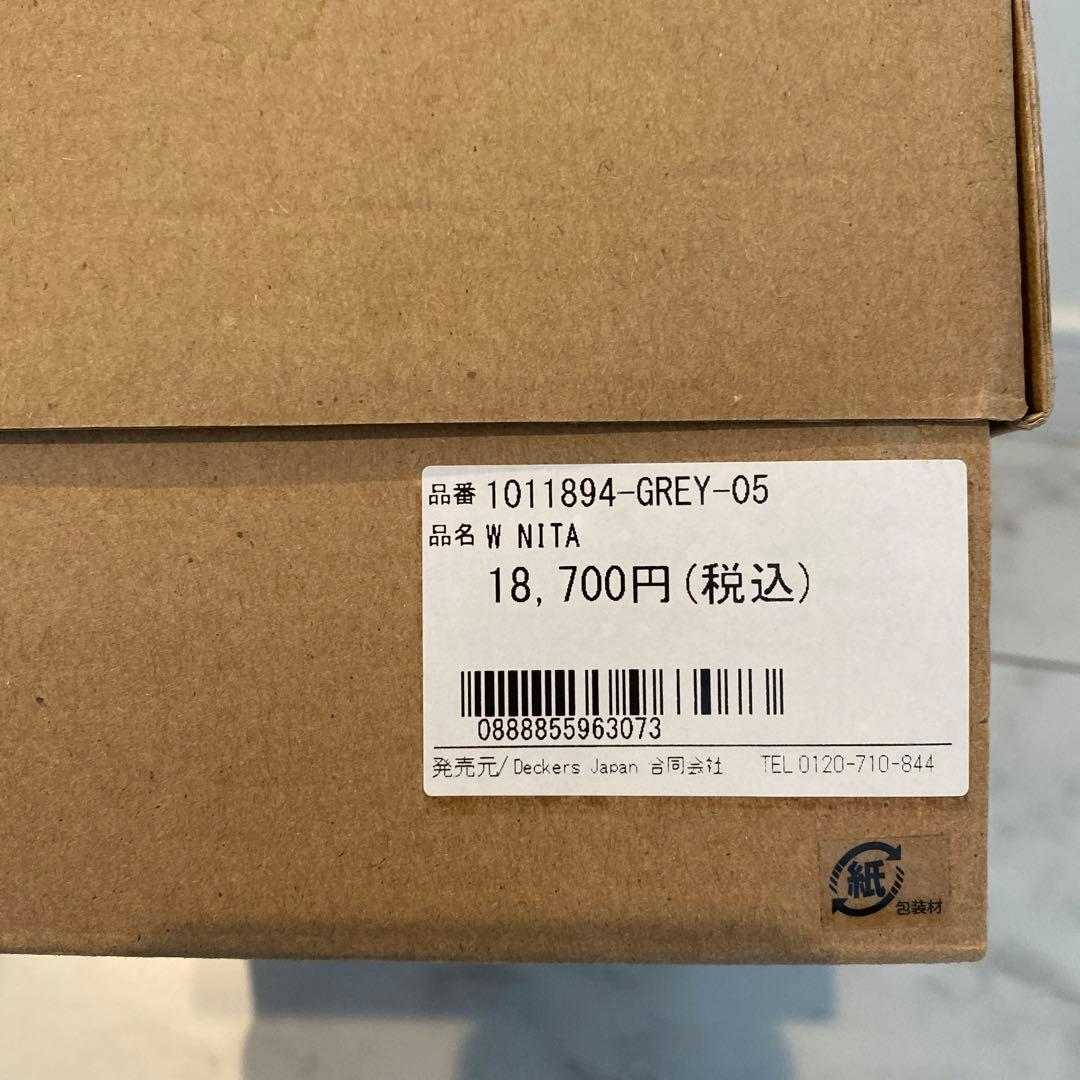 品番 1011894-GREY-05
品名 W NITA
18,700円(税込)
0888855963073
発売元/Deckers Japan 合同会社 TEL 0120-710-844
紙
包装材